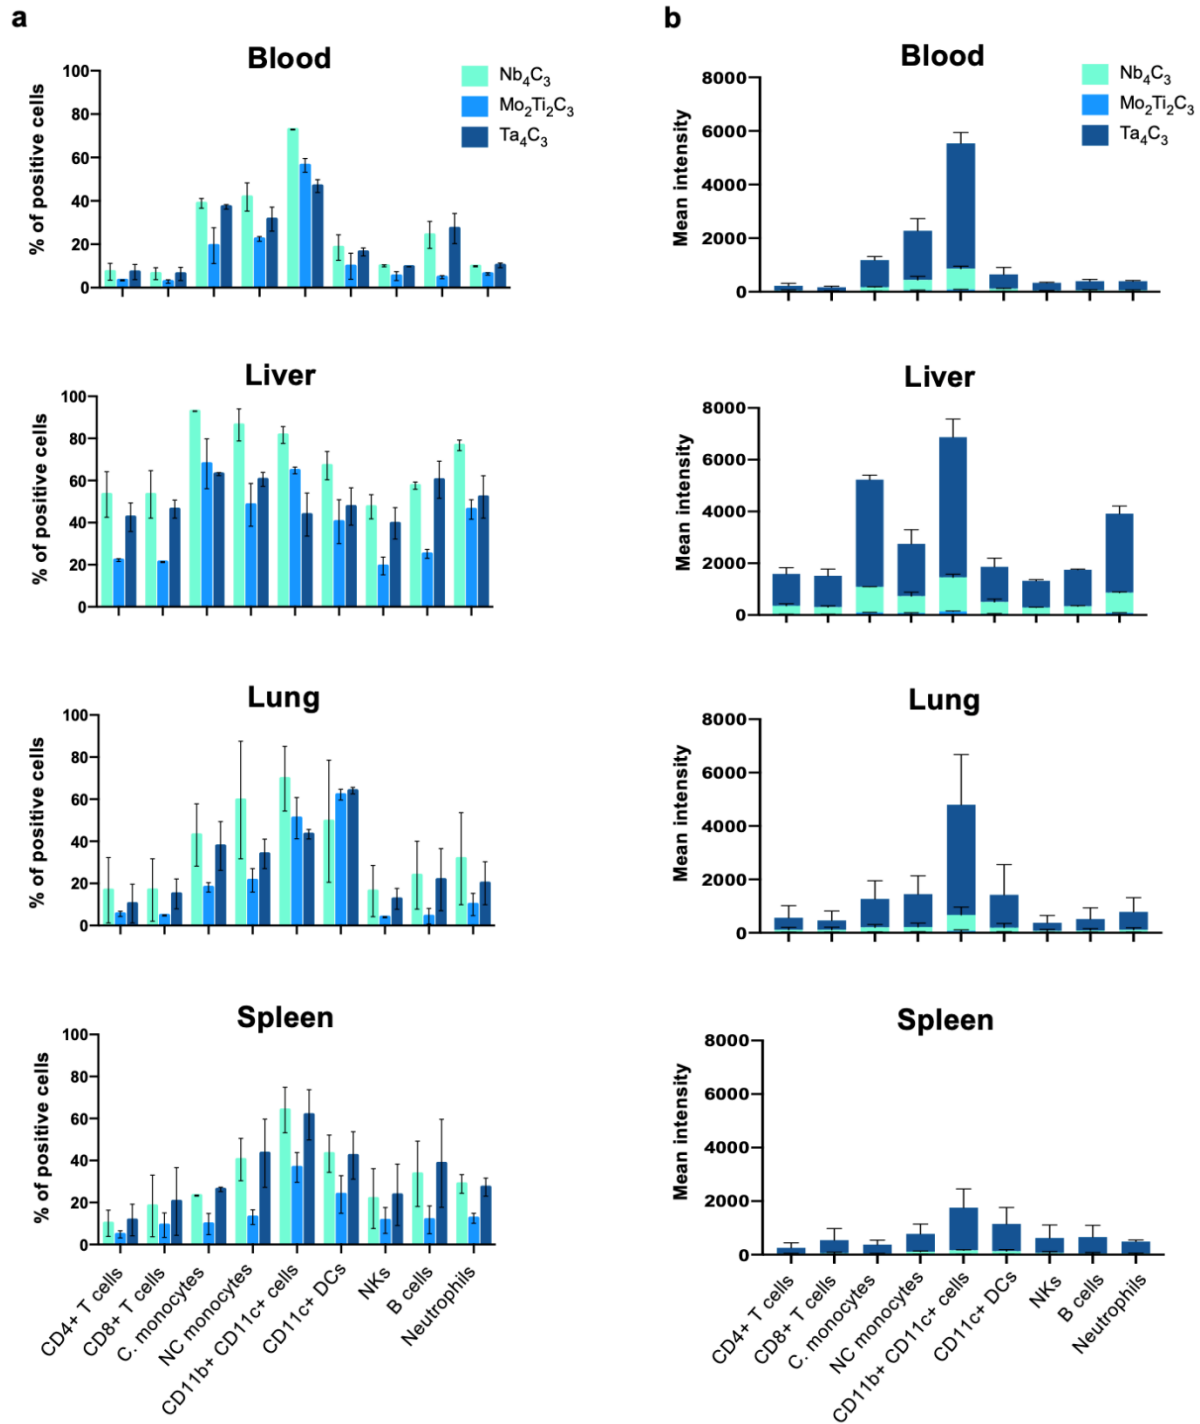 a
b
Blood
% of positive cells
100
80
60
40
20
0
Nb4C3
Mo2Ti2C3
Ta4C3
Blood
Mean intensity
8000
6000
4000
2000
0
Nb4C3
Mo2Ti2C3
Ta4C3
Liver
% of positive cells
100
80
60
40
20
0
Liver
Mean intensity
8000
6000
4000
2000
0
Lung
% of positive cells
100
80
60
40
20
0
Lung
Mean intensity
8000
6000
4000
2000
0
Spleen
% of positive cells
100
80
60
40
20
0
CD4+ T cells
CD8+ T cells
C. monocytes
NC monocytes
CD11b+ CD11c+ cells
CD11c+ DCs
NKs
B cells
Neutrophils
Spleen
Mean intensity
8000
6000
4000
2000
0
CD4+ T cells
CD8+ T cells
C. monocytes
NC monocytes
CD11b+ CD11c+ cells
CD11c+ DCs
NKs
B cells
Neutrophils